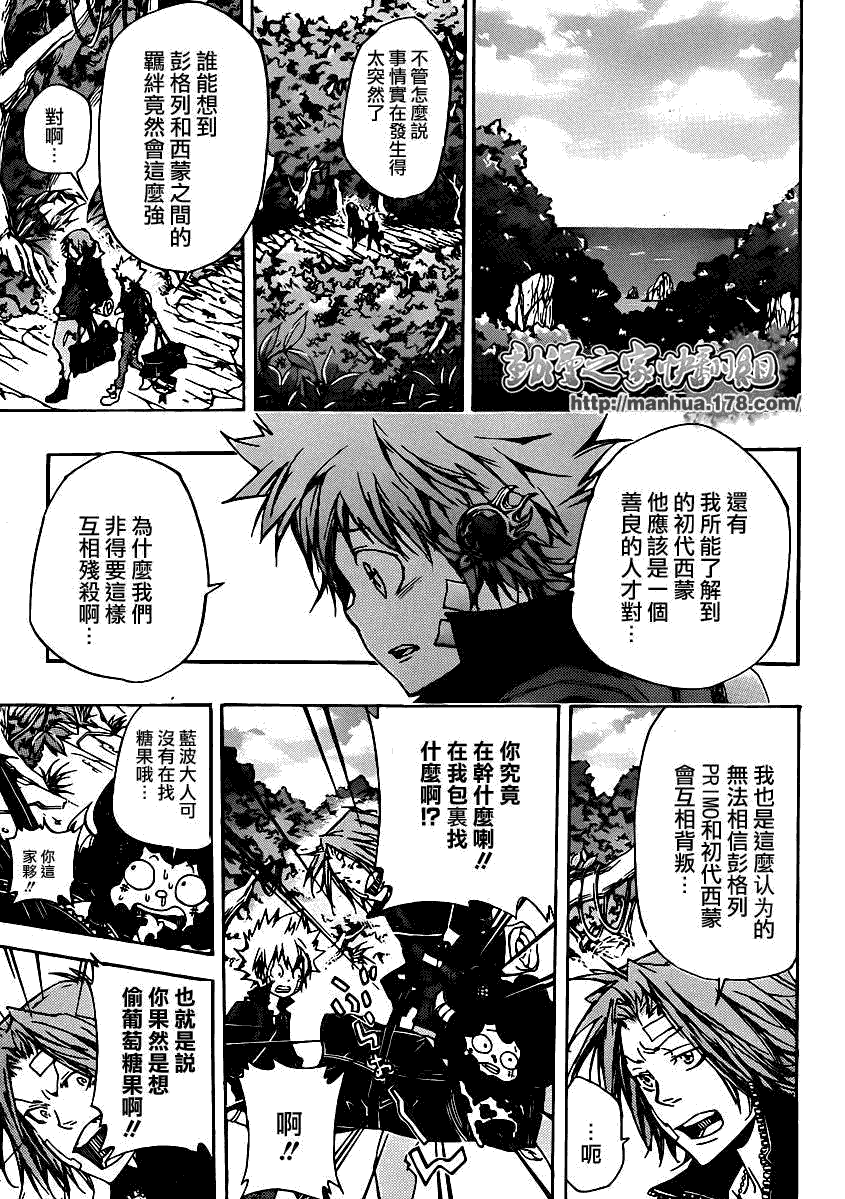 動漫之家汉化组
http://manhua.178.com/
不管怎麼說
事情實在發生得
太突然了
誰能想到
彭格列和西蒙之間的
羈絆竟然會這麼強
對啊…
還有
我所能了解到
的初代西蒙
他應該是一個
善良的人才對…
為什麼我們
非得要這樣
互相殘殺啊…
我也是這麼认为的
無法相信彭格列
PRIMO和初代西蒙
會互相背叛…
…呃
你究竟
在幹什麼喇!!
在我包裏找
什麼啊!?
啊!!
藍波大人可
沒有在找
糖果哦…
你這
家夥!!
也就是説
你果然是想
偷葡萄糖果啊!!